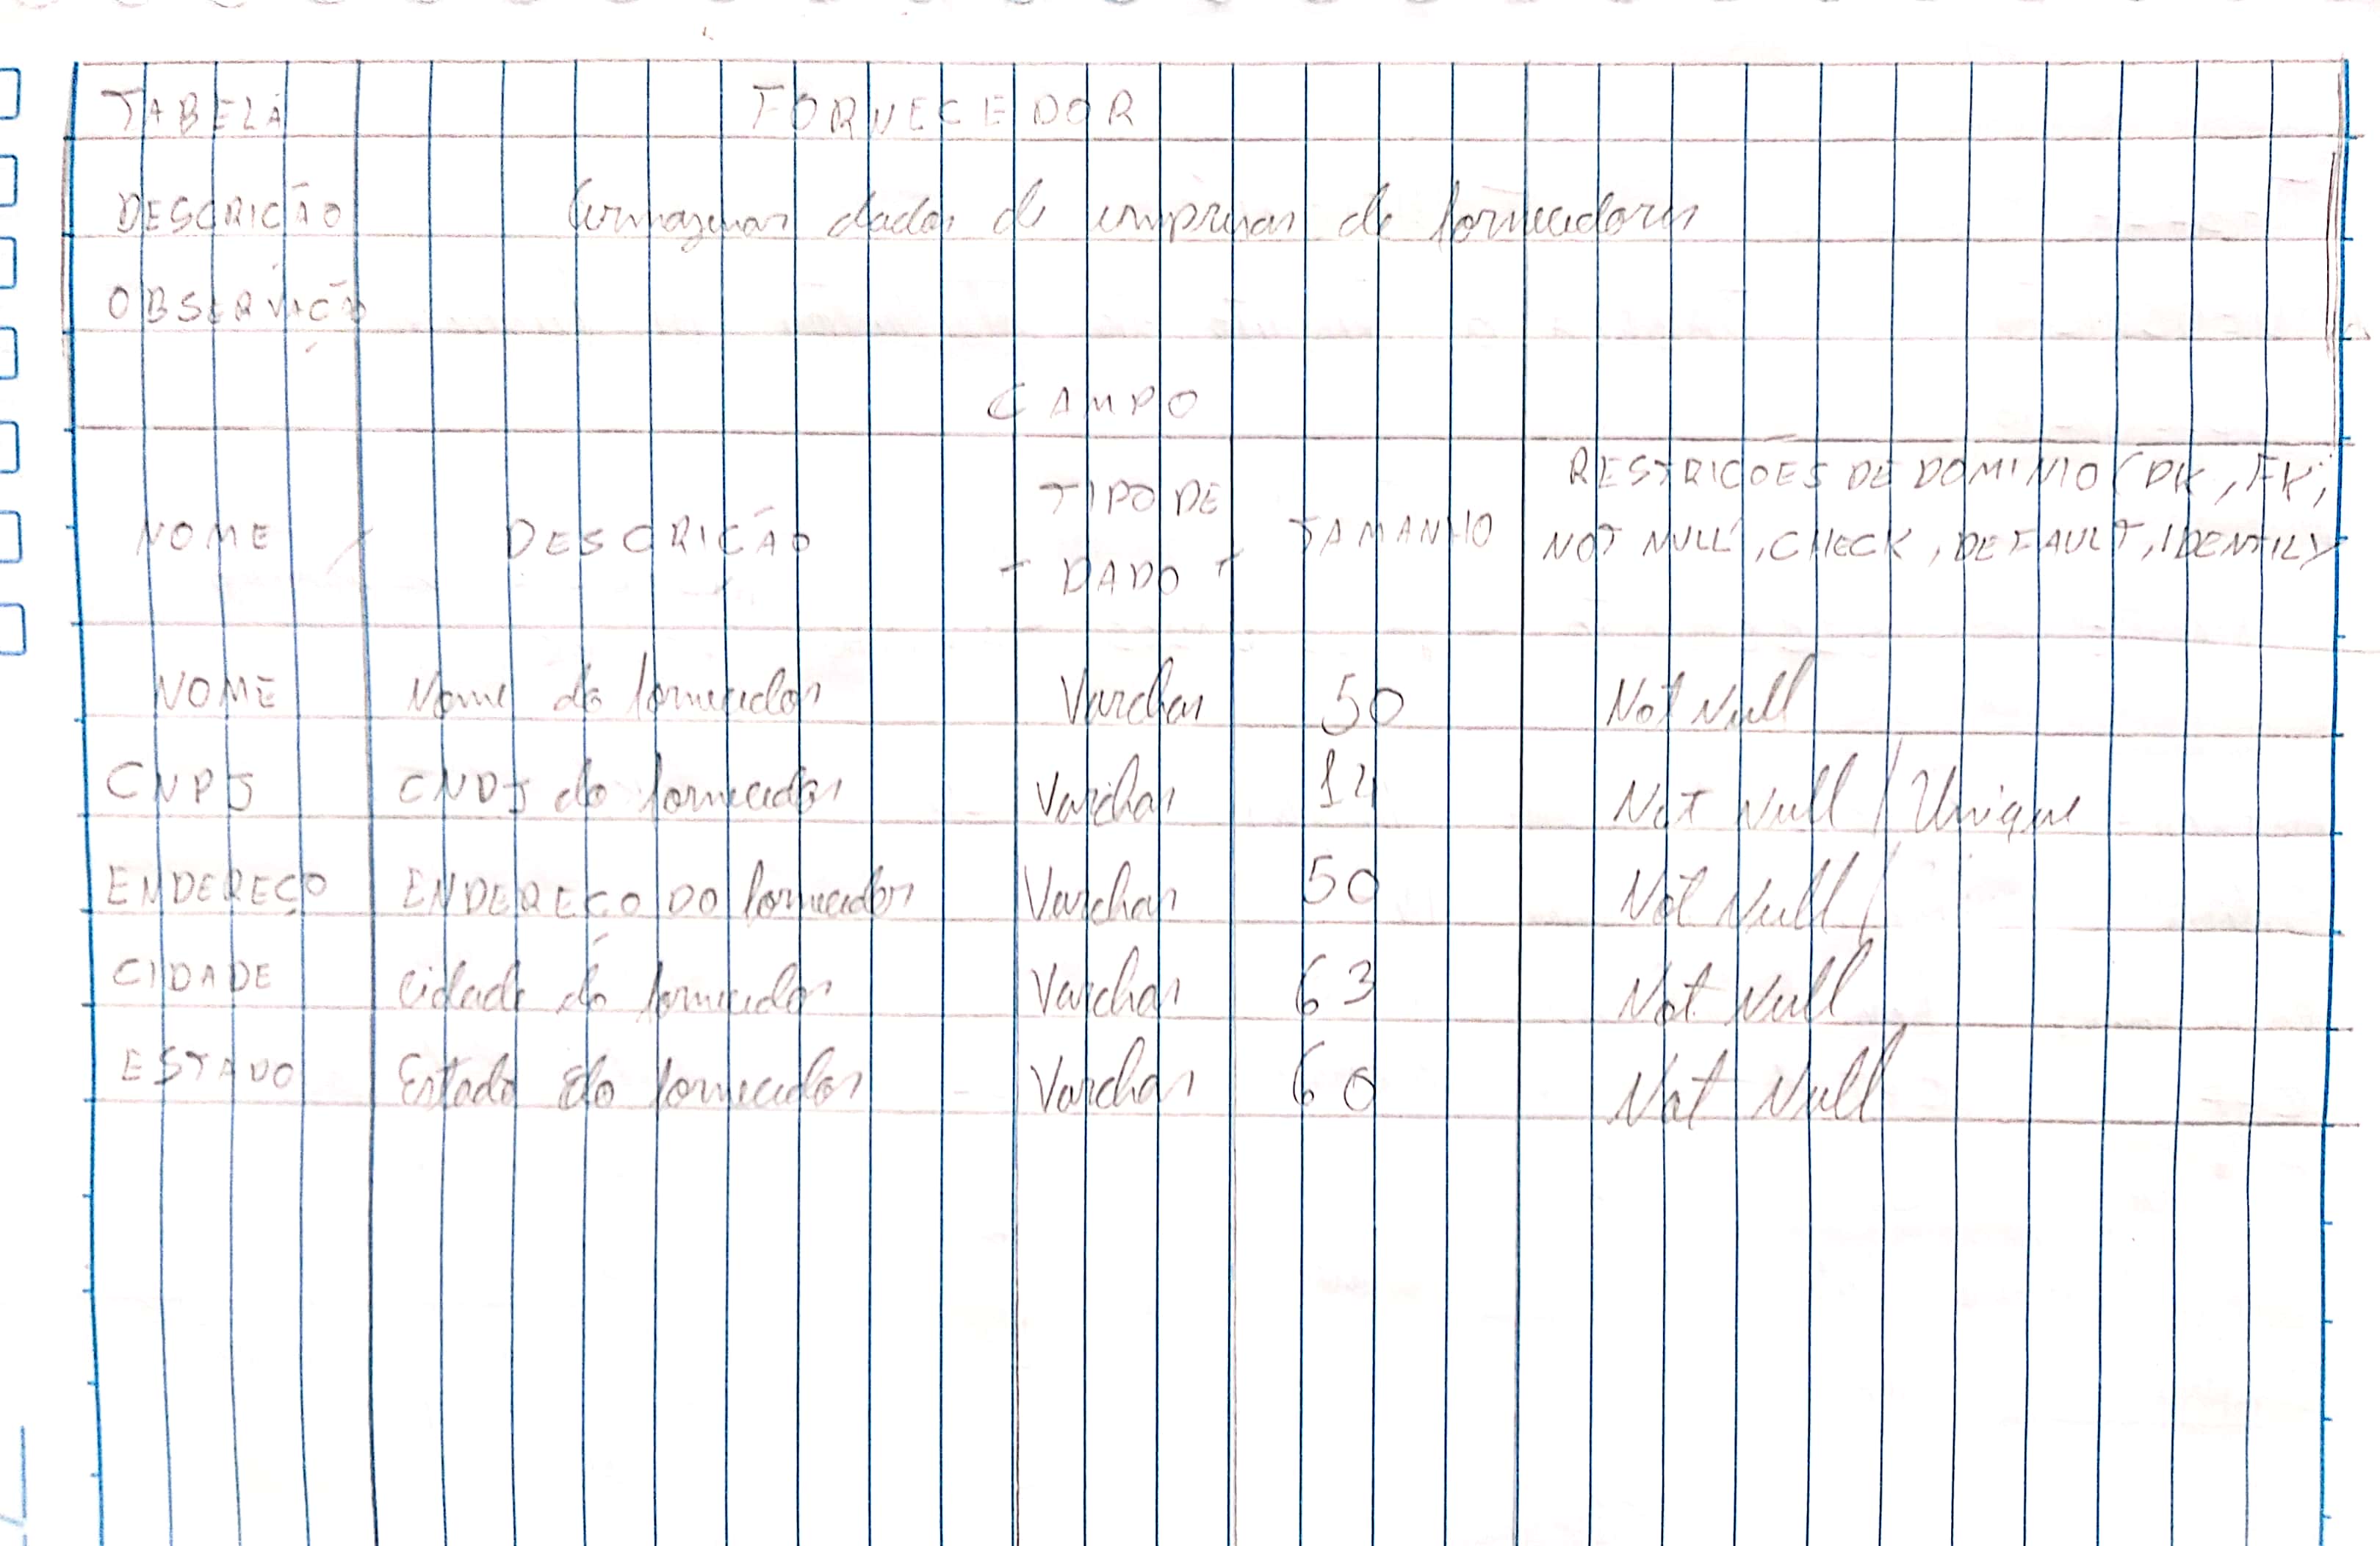 TABELA FORNECEDOR
DESCRIÇÃO Armazenar dados de empresas de fornecedores
OBSERVAÇÃO
CAMPO
NOME DESCRIÇÃO TIPO DE DADO TAMANHO RESTRIÇOES DE DOMINIO (PK, FK, NOT NULL, CHECK, DEFAULT, IDENTILY
NOME Nome do fornecedor Varchar 50 Not Null
CNPJ CNPJ do fornecedor Varchar 14 Not Null / Unique
ENDEREÇO ENDEREÇO DO fornecedor Varchar 50 Not Null /
CIDADE Cidade do fornecedor Varchar 63 Not Null
ESTADO Estado do fornecedor Varchar 60 Not Null